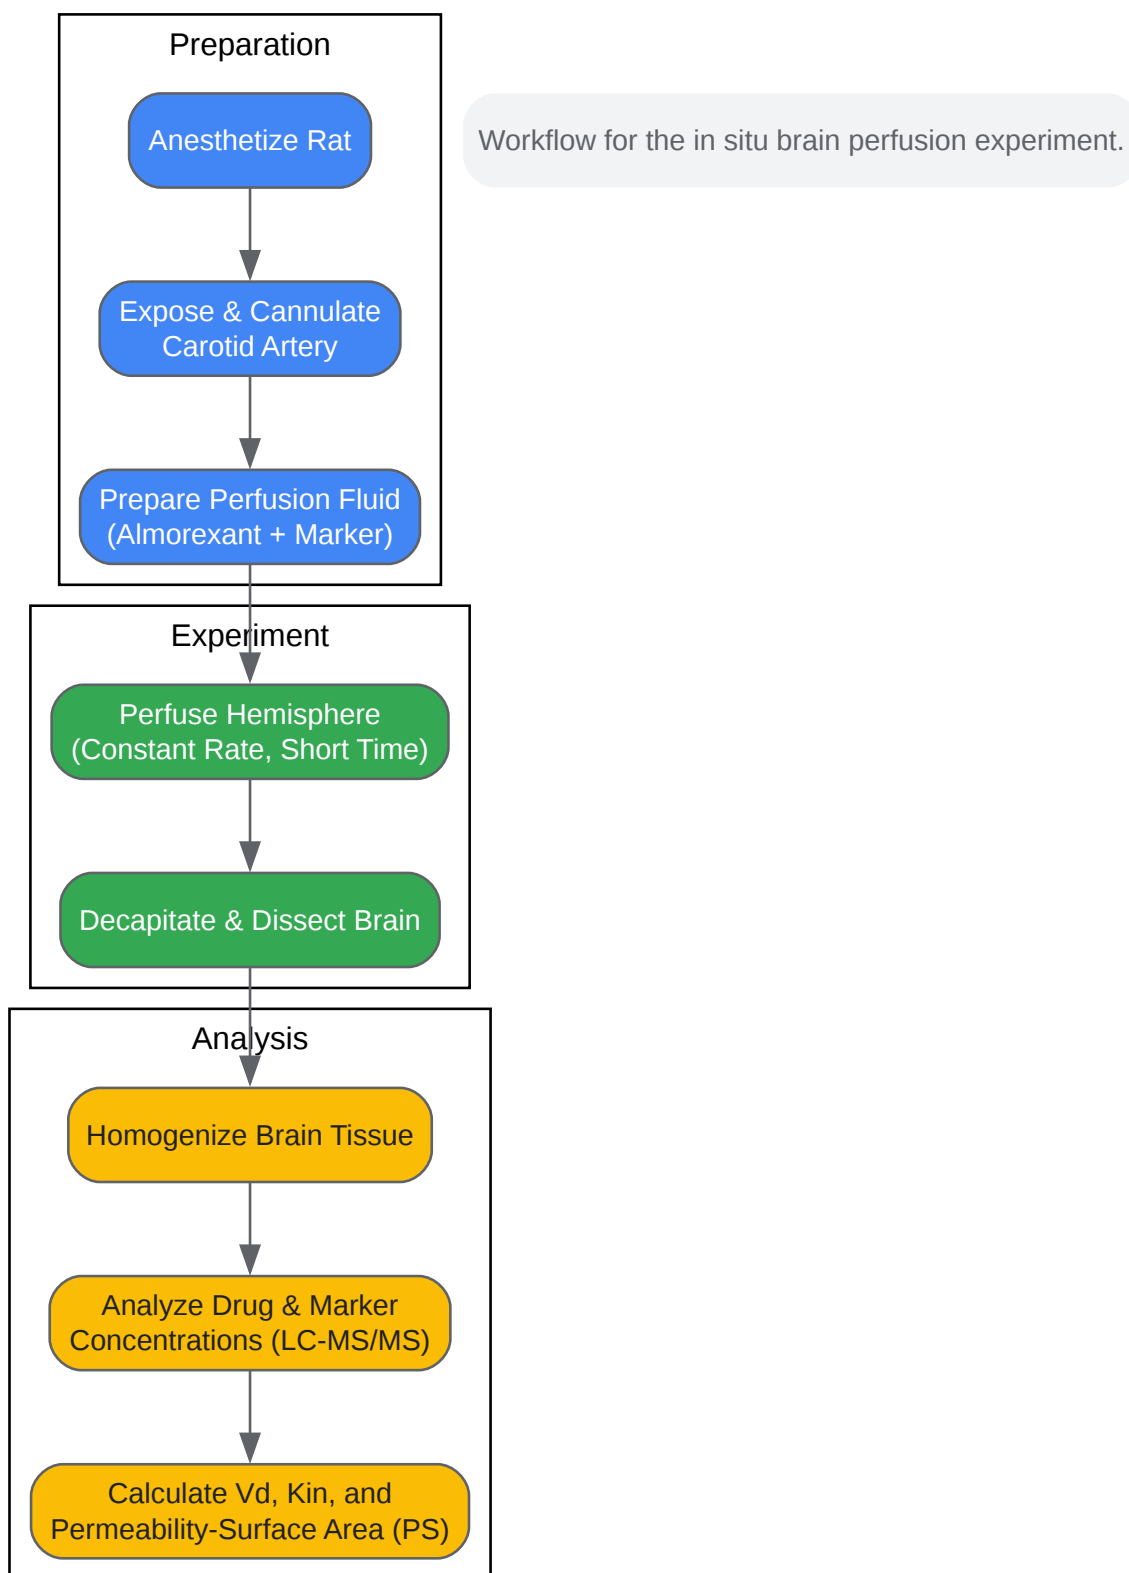 Preparation
Anesthetize Rat
Workflow for the in situ brain perfusion experiment.
Expose & Cannulate
Carotid Artery
Prepare Perfusion Fluid
(Almorexant + Marker)
Experiment
Perfuse Hemisphere
(Constant Rate, Short Time)
Decapitate & Dissect Brain
Analysis
Homogenize Brain Tissue
Analyze Drug & Marker
Concentrations (LC-MS/MS)
Calculate Vd, Kin, and
Permeability-Surface Area (PS)